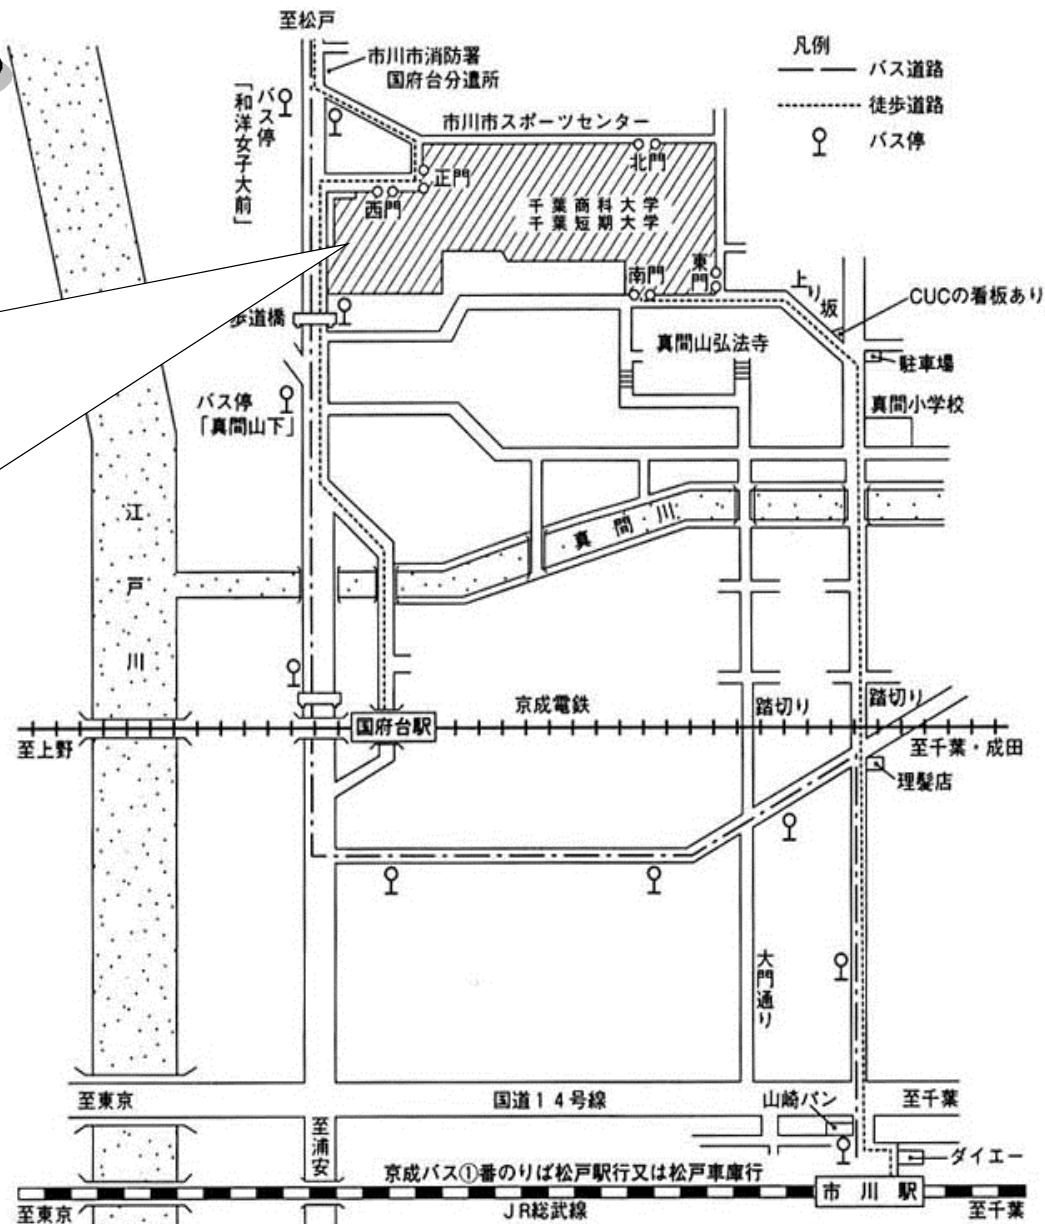 至松戸
市川市消防署
国府台分遣所
凡例
バス道路
徒歩道路
バス停
バス停
「和洋女子大前」
市川市スポーツセンター
北門
正門
西門
千葉商科大学
千葉短期大学
南門
東門
上り坂
CUCの看板あり
歩道橋
真間山弘法寺
駐車場
バス停
「真間山下」
真間小学校
江戸川
真間川
京成電鉄
踏切り
踏切り
国府台駅
至上野
至千葉・成田
理髪店
大門通り
至東京
国道14号線
山崎パン
至千葉
至浦安
ダイエー
京成バス①番のりば松戸駅行又は松戸車庫行
市川駅
至東京
JR総武線
至千葉